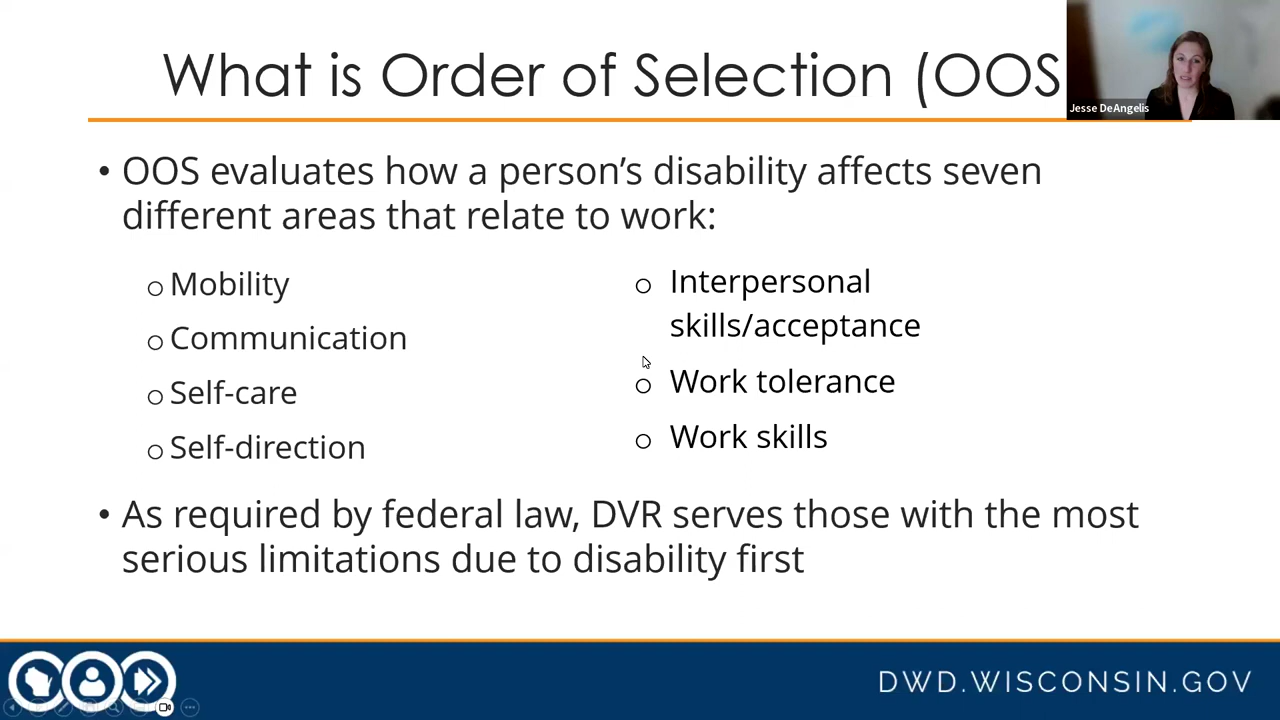 What is Order of Selection (OOS
Jesse DeAngelis
• OOS evaluates how a person’s disability affects seven
different areas that relate to work:
o Mobility
o Communication
o Self-care
o Self-direction
o Interpersonal
skills/acceptance
o Work tolerance
o Work skills
• As required by federal law, DVR serves those with the most
serious limitations due to disability first
DWD.WISCONSIN.GOV